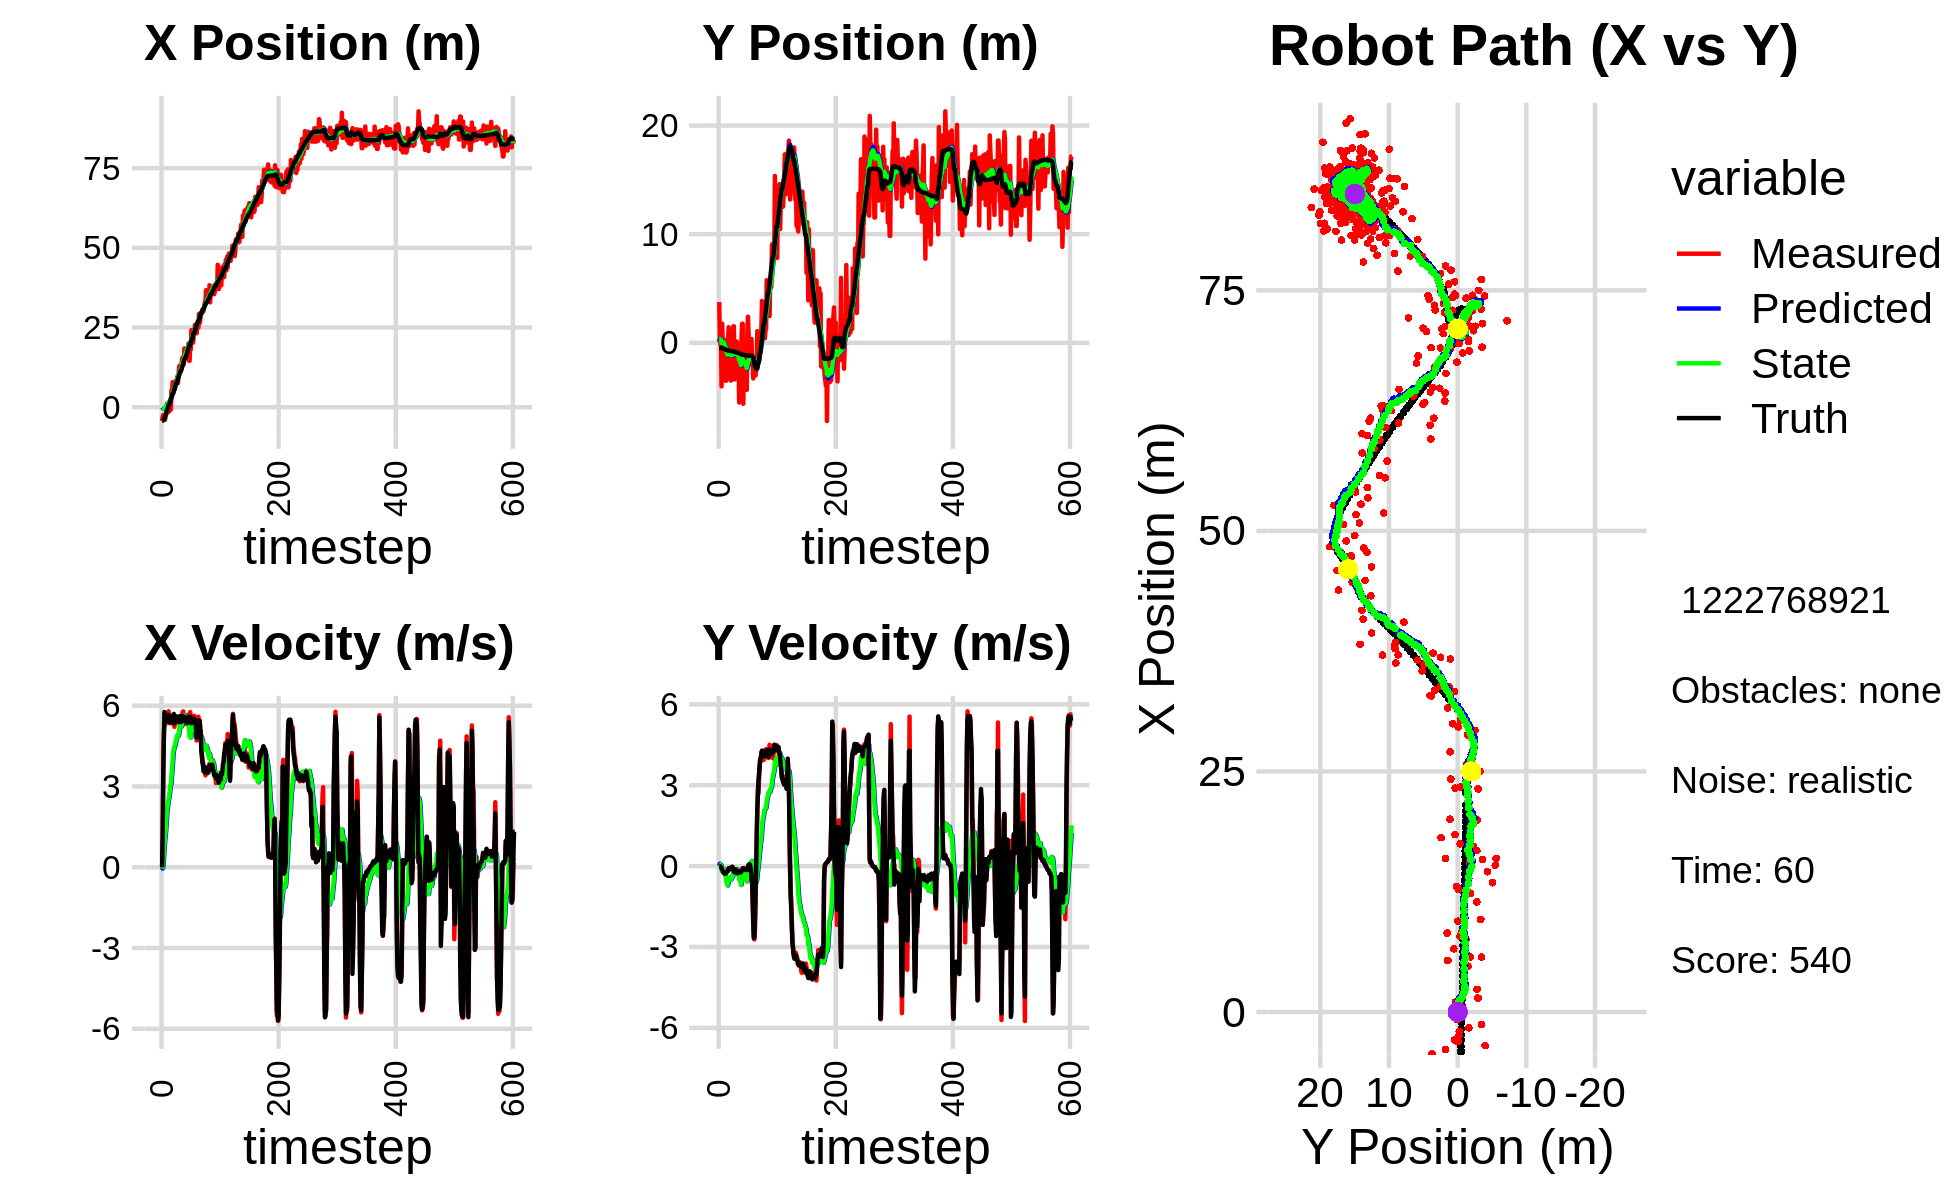 X Position (m)
75
50
25
0
0
200
400
600
timestep
Y Position (m)
20
10
0
0
200
400
600
timestep
X Velocity (m/s)
6
3
0
-3
-6
0
200
400
600
timestep
Y Velocity (m/s)
6
3
0
-3
-6
0
200
400
600
timestep
Robot Path (X vs Y)
X Position (m)
75
50
25
0
20 10 0 -10 -20
Y Position (m)
variable
Measured
Predicted
State
Truth
1222768921
Obstacles: none
Noise: realistic
Time: 60
Score: 540